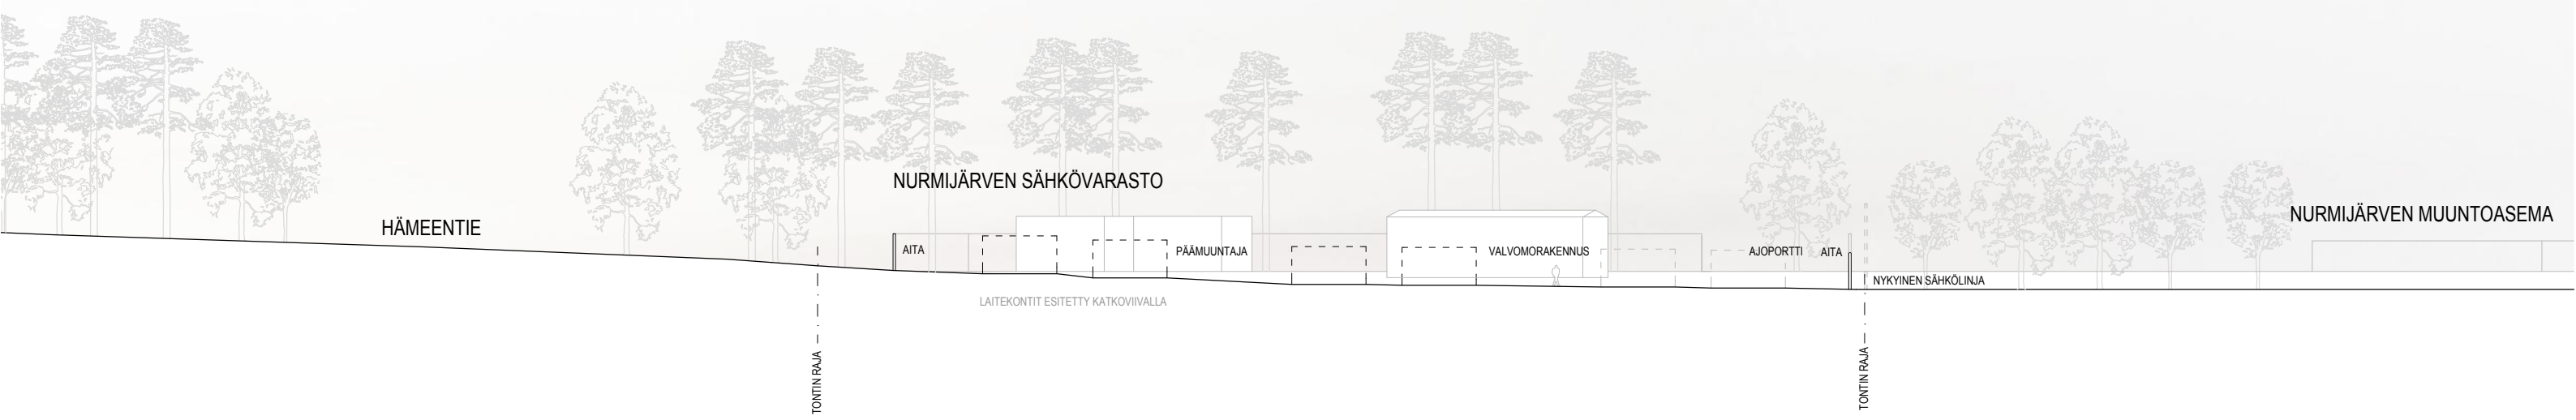 NURMIJÄRVEN SÄHKÖVARASTO
HÄMEENTIE
NURMIJÄRVEN MUUNTOASEMA
AITA
PÄÄMUUNTAJA
VALVOMORAKENNUS
AJOPORTTI
AITA
NYKYINEN SÄHKÖLINJA
LAITEKONTIT ESITETTY KATKOVIIVALLA
TONTIN RAJA
TONTIN RAJA